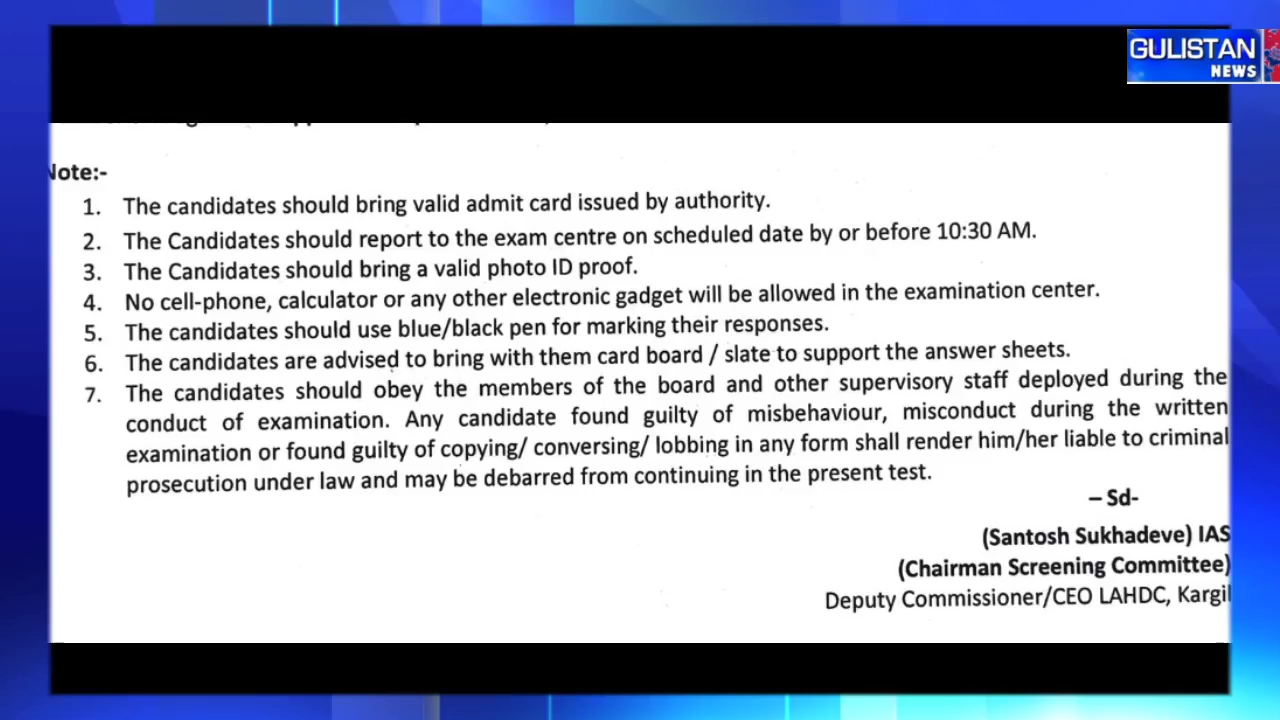 GULISTAN
NEWS
Note:-
1. The candidates should bring valid admit card issued by authority.
2. The Candidates should report to the exam centre on scheduled date by or before 10:30 AM.
3. The Candidates should bring a valid photo ID proof.
4. No cell-phone, calculator or any other electronic gadget will be allowed in the examination center.
5. The candidates should use blue/black pen for marking their responses.
6. The candidates are advised to bring with them card board / slate to support the answer sheets.
7. The candidates should obey the members of the board and other supervisory staff deployed during the
conduct of examination. Any candidate found guilty of misbehaviour, misconduct during the written
examination or found guilty of copying/ conversing/ lobbing in any form shall render him/her liable to criminal
prosecution under law and may be debarred from continuing in the present test.
– Sd-
(Santosh Sukhadeve) IAS
(Chairman Screening Committee)
Deputy Commissioner/CEO LAHDC, Kargil